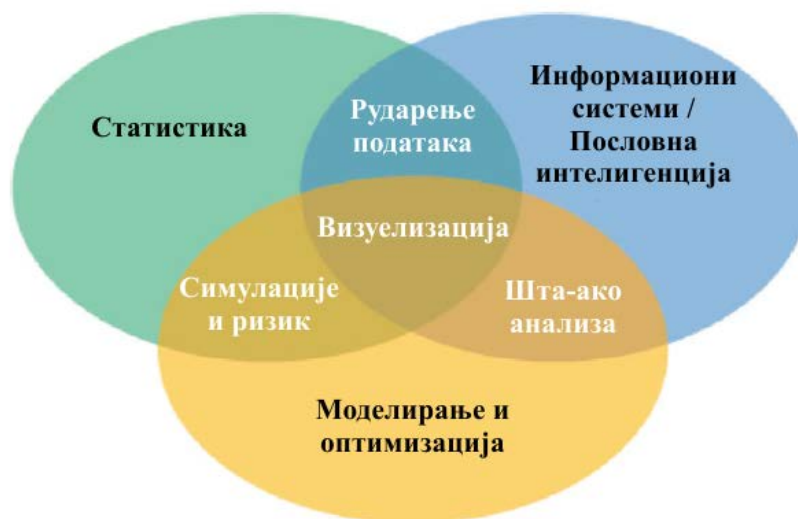 Статистика
Рударење
података
Информациони
системи /
Пословна
интелигенција
Визуелизација
Симулације
и ризик
Шта-ако
анализа
Моделирање и
оптимизација